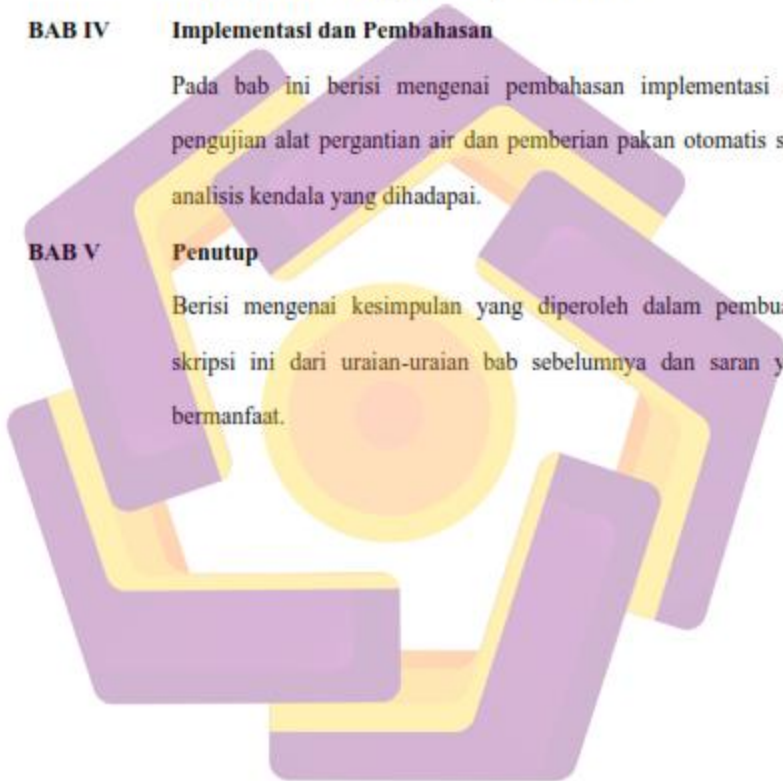 BAB IV Implementasi dan Pembahasan
Pada bab ini berisi mengenai pembahasan implementasi
pengujian alat pergantian air dan pemberian pakan otomatis
analisis kendala yang dihadapai.
BAB V Penutup
Berisi mengenai kesimpulan yang diperoleh dalam
skripsi ini dari uraian-uraian bab sebelumnya dan saran
bermanfaat.